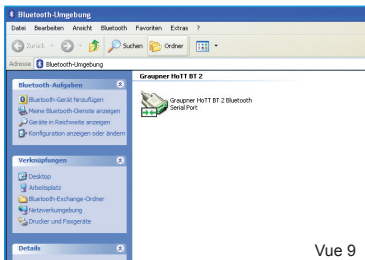 Bluetooth-Umgebung
Datei Bearbeiten Ansicht Bluetooth Favoriten Extras ?
Zurück Suchen Ordner
Adresse Bluetooth-Umgebung
Graupner HoTT BT 2
Bluetooth-Aufgaben
Bluetooth-Gerät hinzufügen
Meine Bluetooth-Dienste anzeigen
Geräte in Reichweite anzeigen
Konfiguration anzeigen oder ändern
Graupner HoTT BT 2 Bluetooth
Serial Port
Verknüpfungen
Desktop
Arbeitsplatz
Bluetooth-Exchange-Ordner
Netzwerkumgebung
Drucker und Faxgeräte
Details
Vue 9